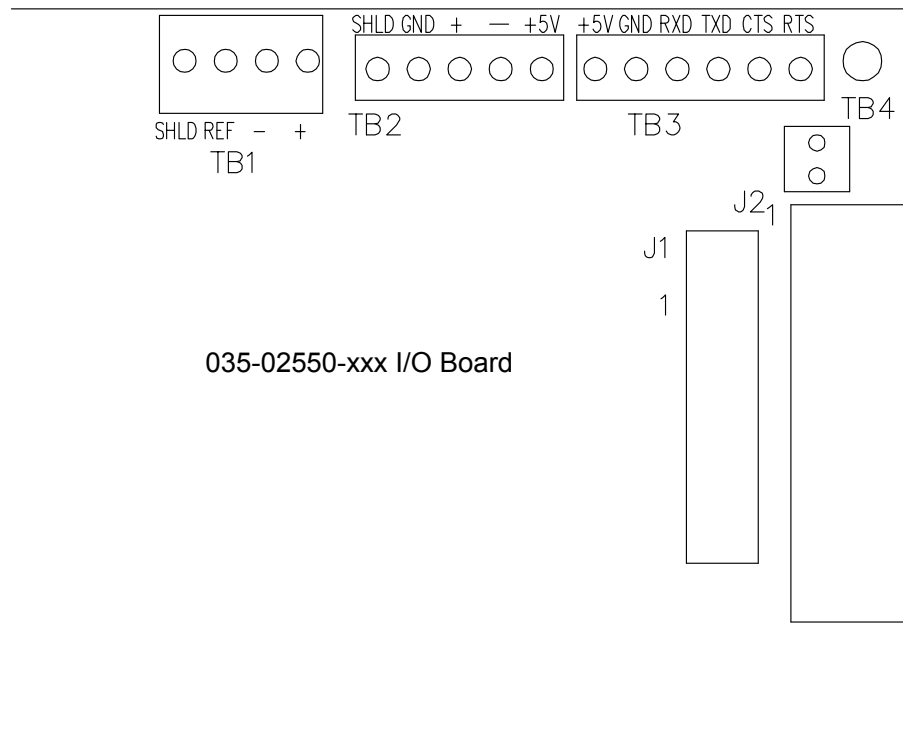 SHLD GND + — +5V +5V GND RXD TXD CTS RTS
SHLD REF - +
TB1
TB2
TB3
TB4
J2
1
J1
1
035-02550-xxx I/O Board